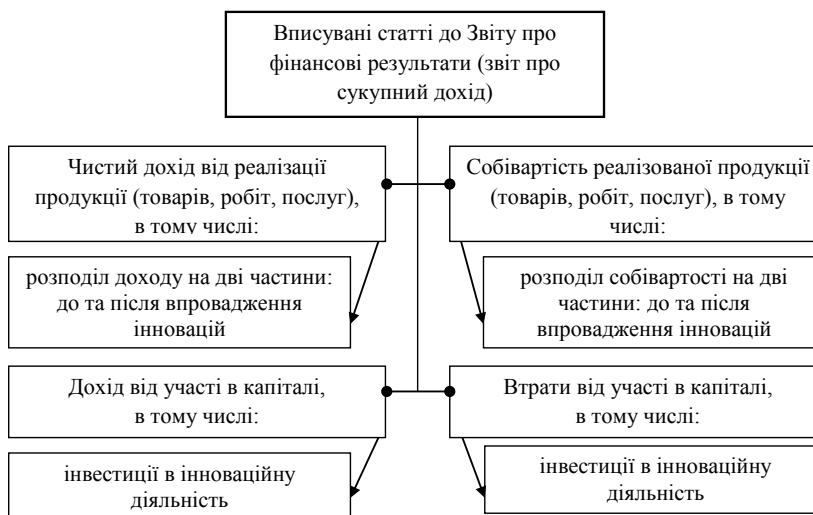 Вписувані статті до Звіту про
фінансові результати (звіт про
сукупний дохід)
Чистий дохід від реалізації
продукції (товарів, робіт, послуг),
в тому числі:
Собівартість реалізованої продукції
(товарів, робіт, послуг), в тому
числі:
розподіл доходу на дві частини:
до та після впровадження
інновацій
розподіл собівартості на дві
частини: до та після
впровадження інновацій
Дохід від участі в капіталі,
в тому числі:
Втрати від участі в капіталі,
в тому числі:
інвестиції в інноваційну
діяльність
інвестиції в інноваційну
діяльність